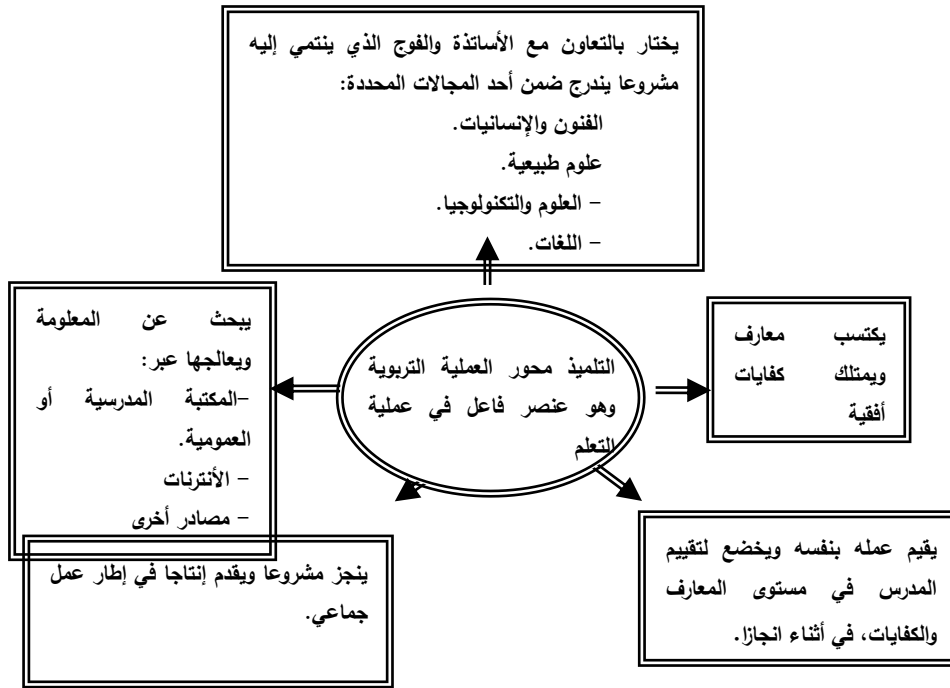 يختار بالتعاون مع الأساتذة والفوج الذي ينتمي إليه
مشروعا يندرج ضمن أحد المجالات المحددة:
الفنون والإنسانيات.
علوم طبيعية.
- العلوم والتكنولوجيا.
- اللغات.
يكتسب معارف
ويمتلك كفايات
أفقية
التلميذ محور العملية التربوية
وهو عنصر فاعل في عملية
التعلم
يبحث عن المعلومة
ويعالجها عبر:
-المكتبة المدرسية أو
العمومية.
- الأنترنات
- مصادر أخرى
يقيم عمله بنفسه ويخضع لتقييم
المدرس في مستوى المعارف
والكفايات، في أثناء انجازا.
ينجز مشروعا ويقدم إنتاجا في إطار عمل
جماعي.